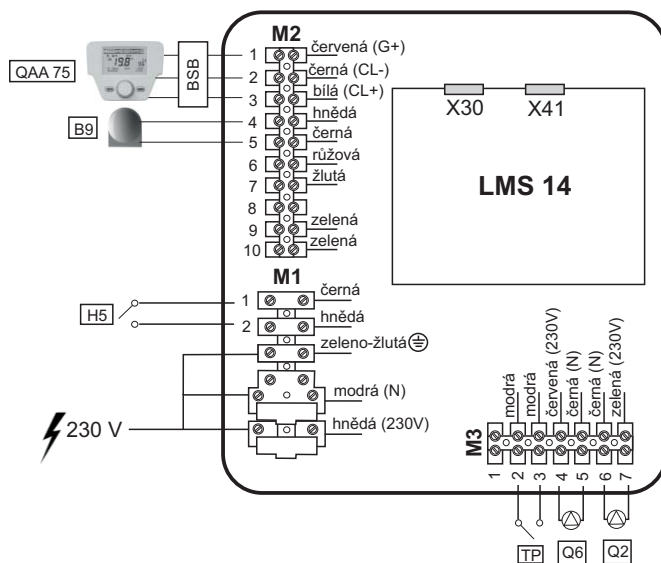 M2
QAA 75
BSB
1 červená (G+)
2 černá (CL-)
3 bílá (CL+)
B9
4 hnědá
5 černá
6 růžová
7 žlutá
8
9 zelená
10 zelená
X30 X41
LMS 14
M1
H5
1 černá
2 hnědá
zeleno-žlutá
modrá (N)
230 V
hnědá (230V)
M3
modrá
modrá
červená (230V)
černá (N)
černá (N)
zelená (230V)
1 2 3 4 5 6 7
TP Q6 Q2